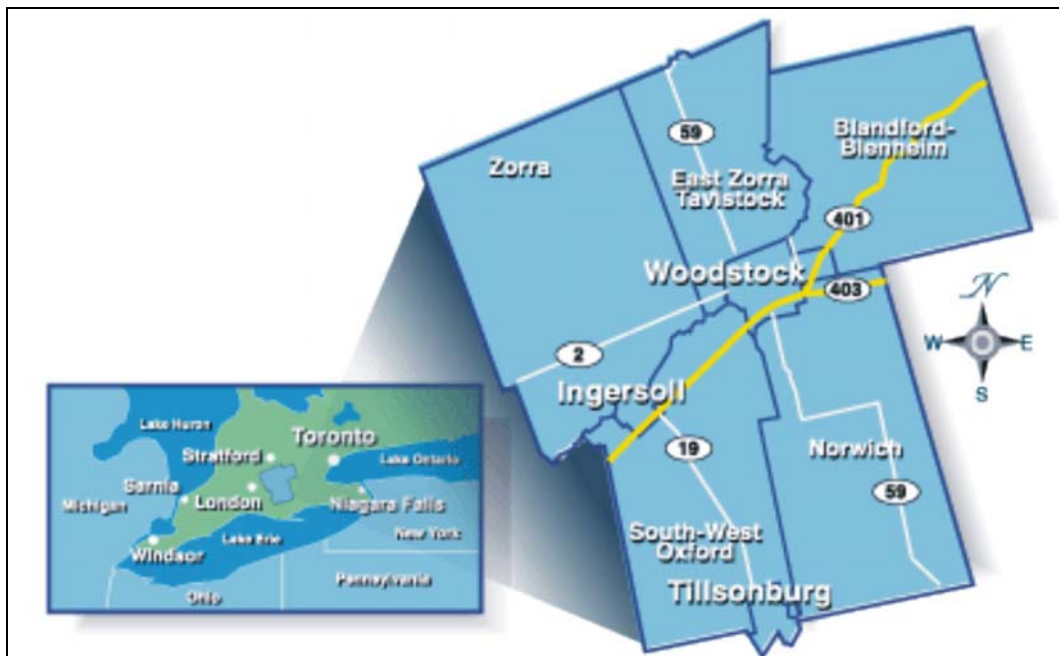 59
Zorra
Blandford-
Blenheim
East Zorra
Tavistock
401
Woodstock
403
N
W
E
S
2
Ingersoll
19
Norwich
59
South-West
Oxford
Tillsonburg
Lake Huron
Toronto
Stratford
Lake Ontario
Sarnia
London
Michigan
Niagara Falls
New York
Lake Erie
Windsor
Pennsylvania
Ohio